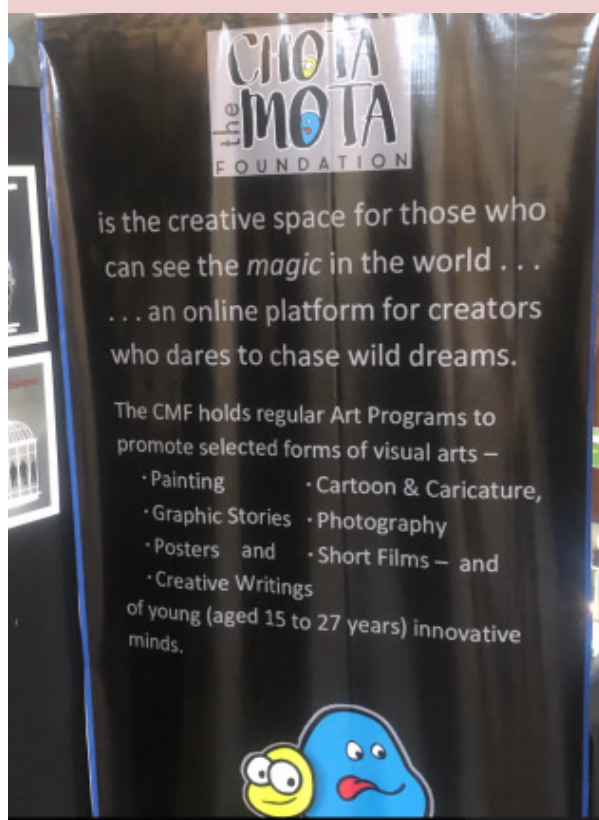 CHOTA
the MOTA
FOUNDATION
is the creative space for those who
can see the magic in the world . . .
. . . an online platform for creators
who dares to chase wild dreams.
The CMF holds regular Art Programs to
promote selected forms of visual arts –
· Painting · Cartoon & Caricature,
· Graphic Stories · Photography
· Posters and · Short Films – and
· Creative Writings
of young (aged 15 to 27 years) innovative
minds.